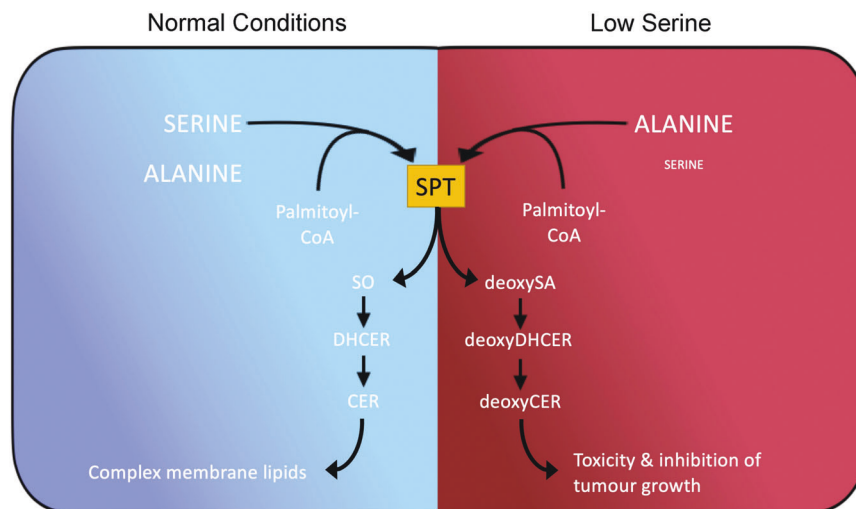 Normal Conditions
Low Serine
SERINE
ALANINE
Palmitoyl-
CoA
SPT
ALANINE
SERINE
Palmitoyl-
CoA
SO
DHCER
CER
Complex membrane lipids
deoxySA
deoxyDHCER
deoxyCER
Toxicity & inhibition of
tumour growth